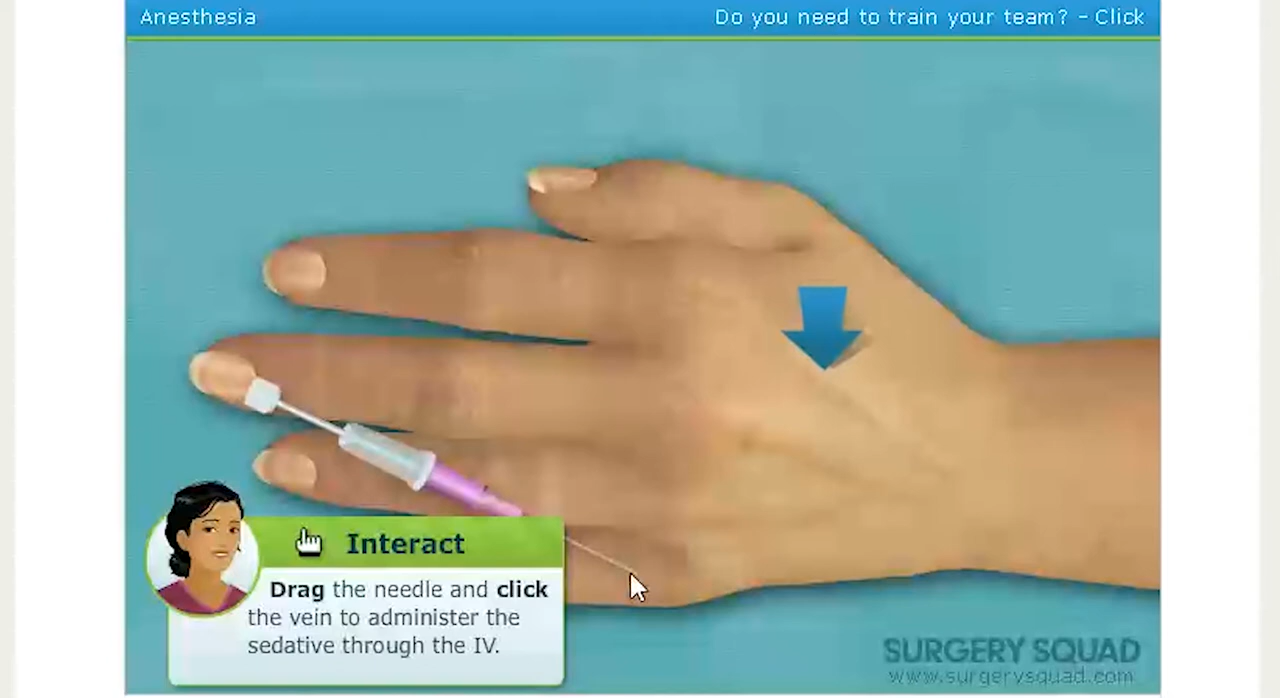 Anesthesia
Do you need to train your team? - Click
Interact
Drag the needle and click
the vein to administer the
sedative through the IV.
SURGERY SQUAD
www.surgerysquad.com